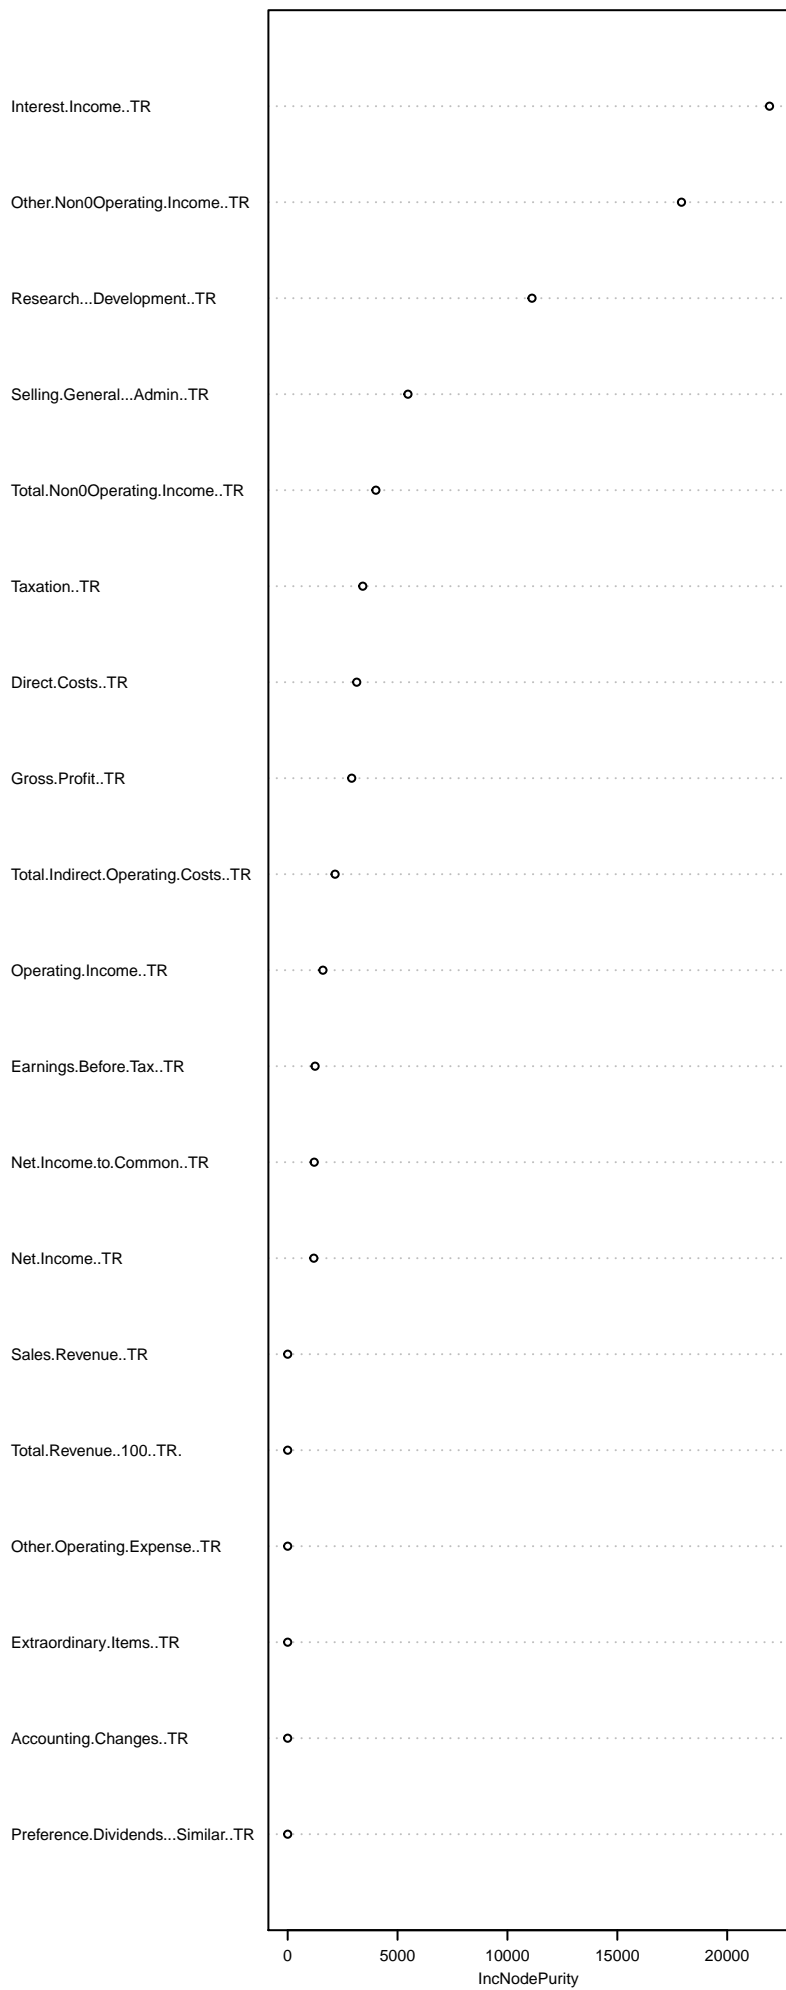 Interest.Income..TR
Other.Non0Operating.Income..TR
Research...Development..TR
Selling.General...Admin..TR
Total.Non0Operating.Income..TR
Taxation..TR
Direct.Costs..TR
Gross.Profit..TR
Total.Indirect.Operating.Costs..TR
Operating.Income..TR
Earnings.Before.Tax..TR
Net.Income.to.Common..TR
Net.Income..TR
Sales.Revenue..TR
Total.Revenue..100..TR.
Other.Operating.Expense..TR
Extraordinary.Items..TR
Accounting.Changes..TR
Preference.Dividends...Similar..TR
0 5000 10000 15000 20000
IncNodePurity